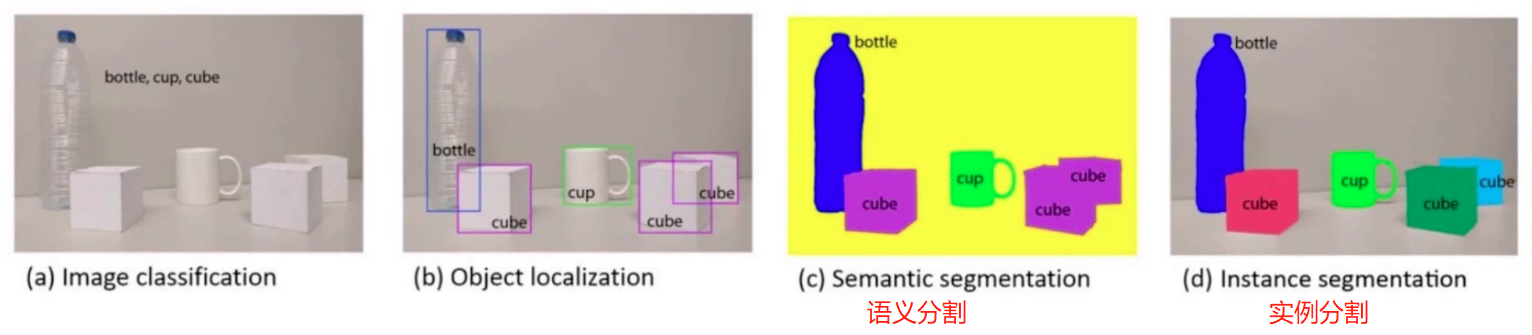 bottle, cup, cube
(a) Image classification
bottle
cube
cup
cube
cube
(b) Object localization
bottle
cube
cup
cube
cube
(c) Semantic segmentation
语义分割
bottle
cube
cup
cube
cube
(d) Instance segmentation
实例分割